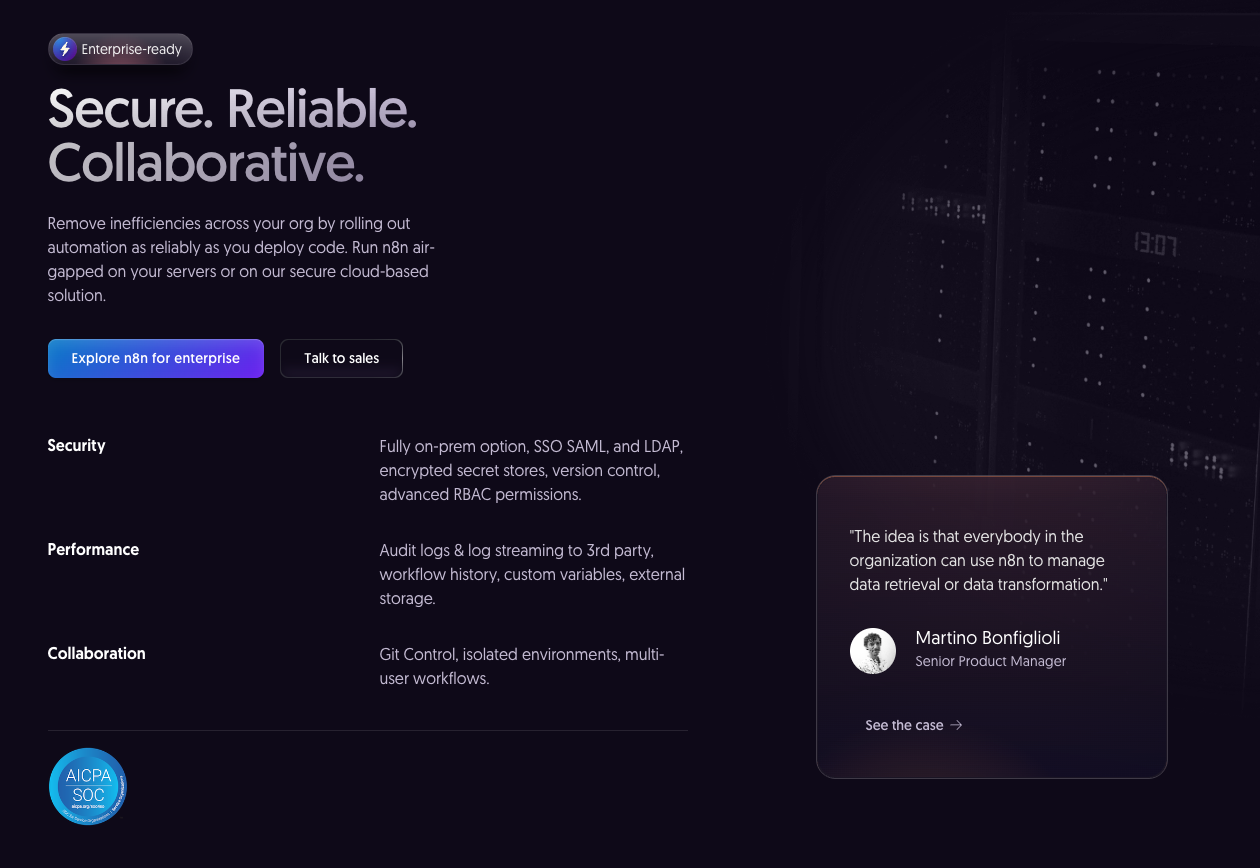 Enterprise-ready
Secure. Reliable.
Collaborative.
Remove inefficiencies across your org by rolling out
automation as reliably as you deploy code. Run n8n air-
gapped on your servers or on our secure cloud-based
solution.
Explore n8n for enterprise
Talk to sales
13:07
Security
Fully on-prem option, SSO SAML, and LDAP,
encrypted secret stores, version control,
advanced RBAC permissions.
Performance
Audit logs & log streaming to 3rd party,
workflow history, custom variables, external
storage.
Collaboration
Git Control, isolated environments, multi-
user workflows.
"The idea is that everybody in the
organization can use n8n to manage
data retrieval or data transformation."
Martino Bonfiglioli
Senior Product Manager
See the case →
AICPA
SOC